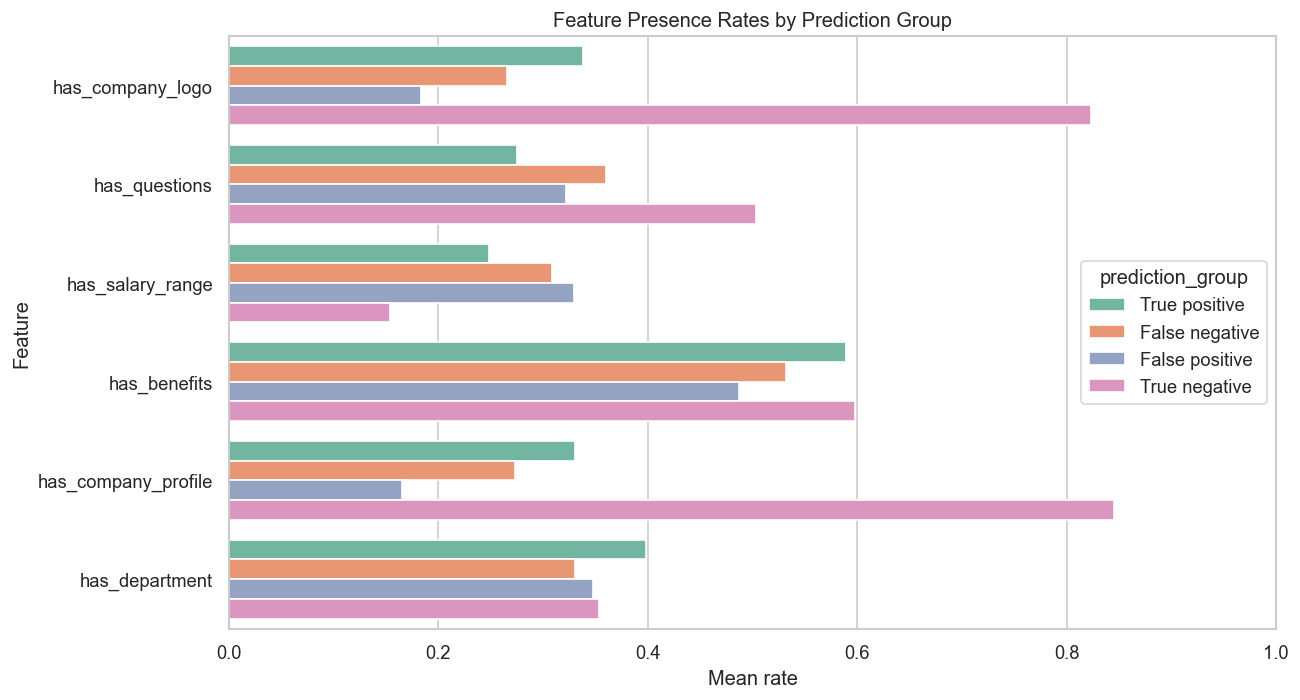 Feature Presence Rates by Prediction Group
has_company_logo
has_questions
has_salary_range
has_benefits
has_company_profile
has_department
Feature
prediction_group
True positive
False negative
False positive
True negative
0.0 0.2 0.4 0.6 0.8 1.0
Mean rate